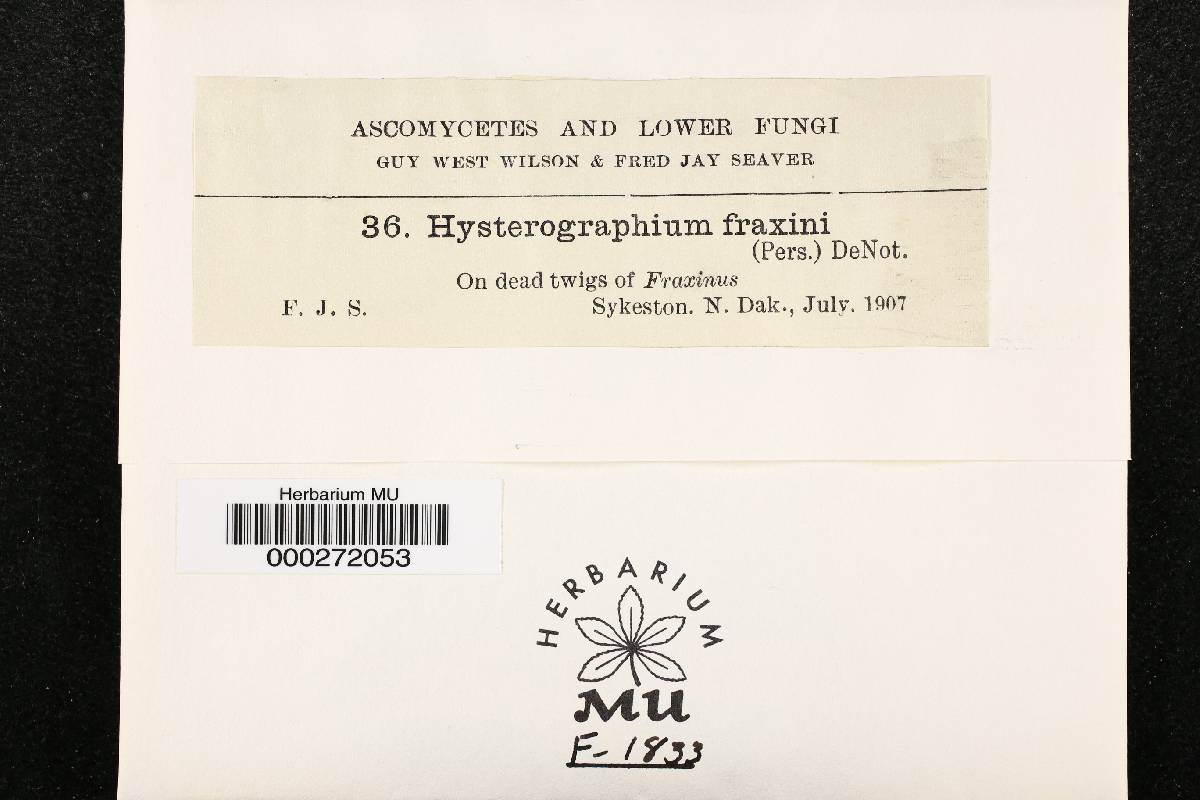 ASCOMYCETES AND LOWER FUNGI
GUY WEST WILSON & FRED JAY SEAVER
36. Hysterographium fraxini
(Pers.) DeNot.
On dead twigs of Fraxinus
F. J. S. Sykeston. N. Dak., July. 1907
Herbarium MU
000272053
HERBARIUM
MU
F-1833